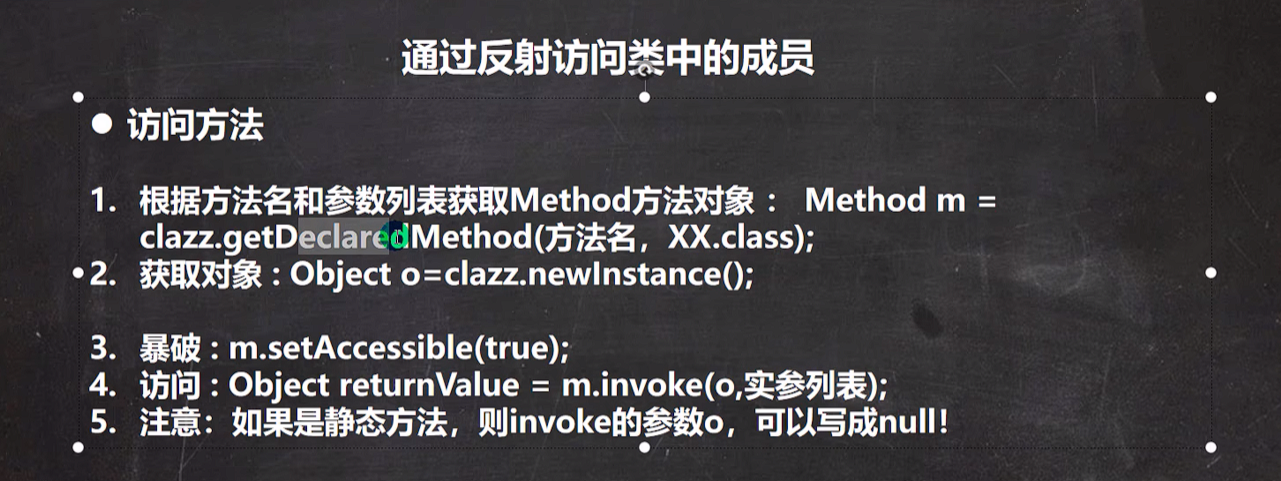 通过反射访问类中的成员
● 访问方法
1. 根据方法名和参数列表获取Method方法对象： Method m =
clazz.getDeclaredMethod(方法名，XX.class);
2. 获取对象 : Object o=clazz.newInstance();
3. 暴破 : m.setAccessible(true);
4. 访问 : Object returnValue = m.invoke(o,实参列表);
5. 注意：如果是静态方法，则invoke的参数o，可以写成null！